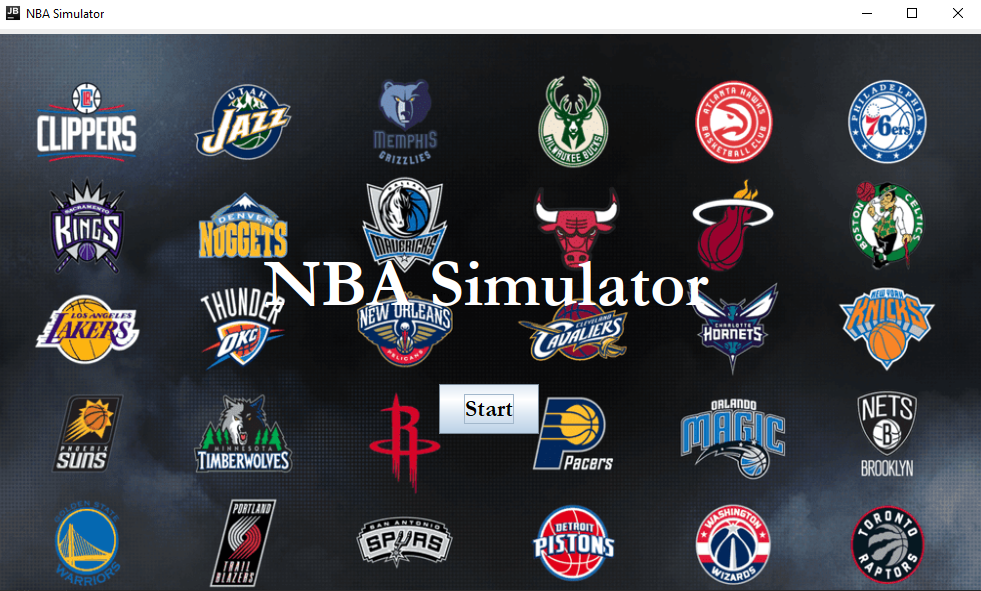 JB
NBA Simulator
CLIPPERS
UTAH
JAZZ
MEMPHIS
GRIZZLIES
MILWAUKEE BUCKS
ATLANTA HAWKS
BASKETBALL CLUB
PHILADELPHIA
76ers
SACRAMENTO
KINGS
DENVER
NUGGETS
DALLAS
MAVERICKS
BOSTON
CELTICS
NBA Simulator
LOS ANGELES
LAKERS
THUNDER
OKC
NEW ORLEANS
PELICANS
CLEVELAND
CAVALIERS
CHARLOTTE
HORNETS
NEW YORK
KNICKS
PHOENIX
SUNS
MINNESOTA
TIMBERWOLVES
R
Start
Pacers
ORLANDO
MAGIC
NETS
B
BROOKLYN
GOLDEN STATE
WARRIORS
PORTLAND
TRAIL
BLAZERS
SAN ANTONIO
SPURS
DETROIT
PISTONS
WASHINGTON
WIZARDS
TORONTO
RAPTORS